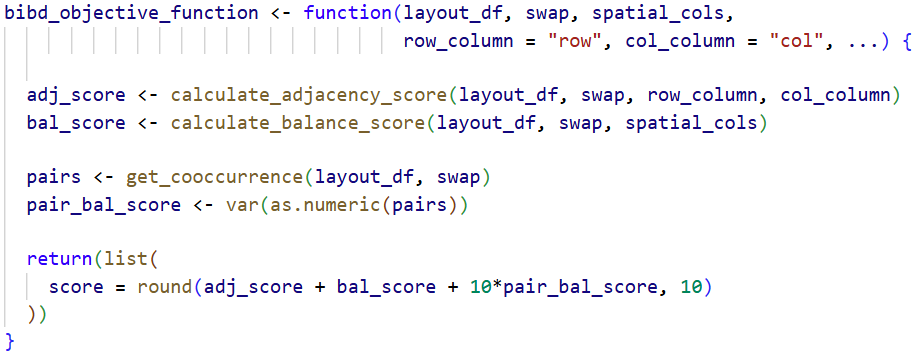 bibd_objective_function <- function(layout_df, swap, spatial_cols,
                                    row_column = "row", col_column = "col", ...) {

  adj_score <- calculate_adjacency_score(layout_df, swap, row_column, col_column)
  bal_score <- calculate_balance_score(layout_df, swap, spatial_cols)

  pairs <- get_cooccurrence(layout_df, swap)
  pair_bal_score <- var(as.numeric(pairs))

  return(list(
    score = round(adj_score + bal_score + 10*pair_bal_score, 10)
  ))
}